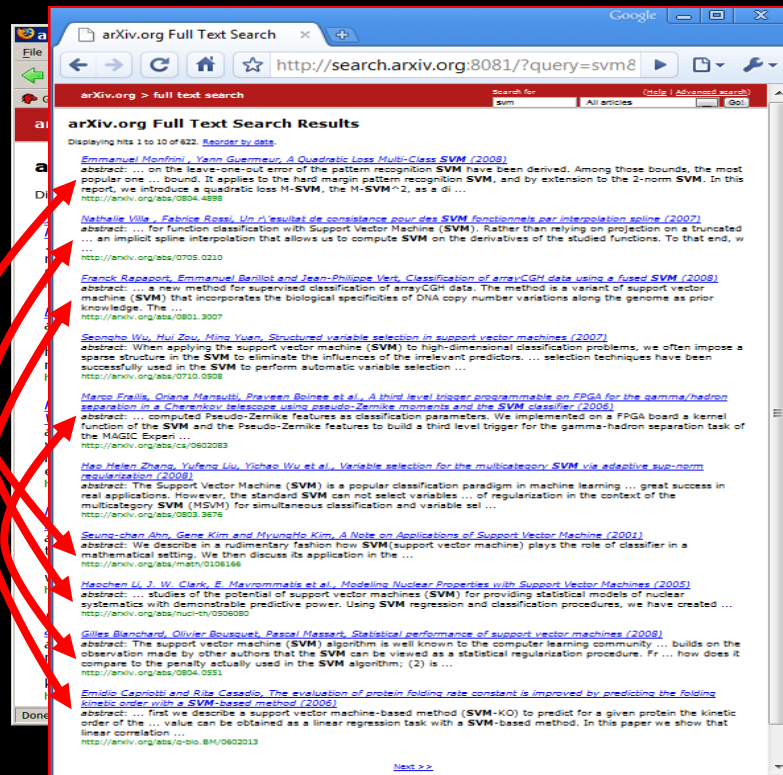 Google
arXiv.org Full Text Search
File
http://search.arxiv.org:8081/?query=svm&
arXiv.org > full text search
Search for
(Help | Advanced search)
svm
All articles
Go!
arXiv.org Full Text Search Results
Displaying hits 1 to 10 of 622. Reorder by date.
Emmanuel Monfrini , Yann Guermeur, A Quadratic Loss Multi-Class SVM (2008)
abstract: ... on the leave-one-out error of the pattern recognition SVM have been derived. Among those bounds, the most
popular one ... bound. It applies to the hard margin pattern recognition SVM, and by extension to the 2-norm SVM. In this
report, we introduce a quadratic loss M-SVM, the M-SVM^2, as a di ...
http://arxiv.org/abs/0804.4898
Nathalie Villa , Fabrice Rossi, Un r\'esultat de consistance pour des SVM fonctionnels par interpolation spline (2007)
abstract: ... for function classification with Support Vector Machine (SVM). Rather than relying on projection on a truncated
... an implicit spline interpolation that allows us to compute SVM on the derivatives of the studied functions. To that end, w
...
http://arxiv.org/abs/0705.0210
Franck Rapaport, Emmanuel Barillot and Jean-Philippe Vert, Classification of arrayCGH data using a fused SVM (2008)
abstract: ... a new method for supervised classification of arrayCGH data. The method is a variant of support vector
machine (SVM) that incorporates the biological specificities of DNA copy number variations along the genome as prior
knowledge. The ...
http://arxiv.org/abs/0801.3007
Seongho Wu, Hui Zou, Ming Yuan, Structured variable selection in support vector machines (2007)
abstract: When applying the support vector machine (SVM) to high-dimensional classification problems, we often impose a
sparse structure in the SVM to eliminate the influences of the irrelevant predictors. ... selection techniques have been
successfully used in the SVM to perform automatic variable selection ...
http://arxiv.org/abs/0710.0508
Marco Frailis, Oriana Mansutti, Praveen Boinee et al., A third level trigger programmable on FPGA for the gamma/hadron
separation in a Cherenkov telescope using pseudo-Zernike moments and the SVM classifier (2006)
abstract: ... computed Pseudo-Zernike features as classification parameters. We implemented on a FPGA board a kernel
function of the SVM and the Pseudo-Zernike features to build a third level trigger for the gamma-hadron separation task of
the MAGIC Experi ...
http://arxiv.org/abs/cs/0602083
Hao Helen Zhang, Yufeng Liu, Yichao Wu et al., Variable selection for the multicategory SVM via adaptive sup-norm
regularization (2008)
abstract: The Support Vector Machine (SVM) is a popular classification paradigm in machine learning ... great success in
real applications. However, the standard SVM can not select variables ... of regularization in the context of the
multicategory SVM (MSVM) for simultaneous classification and variable sel ...
http://arxiv.org/abs/0803.3676
Seung-chan Ahn, Gene Kim and MyungHo Kim, A Note on Applications of Support Vector Machine (2001)
abstract: We describe in a rudimentary fashion how SVM(support vector machine) plays the role of classifier in a
mathematical setting. We then discuss its application in the ...
http://arxiv.org/abs/math/0106166
Haochen Li, J. W. Clark, E. Mavrommatis et al., Modeling Nuclear Properties with Support Vector Machines (2005)
abstract: ... studies of the potential of support vector machines (SVM) for providing statistical models of nuclear
systematics with demonstrable predictive power. Using SVM regression and classification procedures, we have created ...
http://arxiv.org/abs/nucl-th/0506080
Gilles Blanchard, Olivier Bousquet, Pascal Massart, Statistical performance of support vector machines (2008)
abstract: The support vector machine (SVM) algorithm is well known to the computer learning community ... builds on the
observation made by other authors that the SVM can be viewed as a statistical regularization procedure. Fr ... how does it
compare to the penalty actually used in the SVM algorithm; (2) is ...
http://arxiv.org/abs/0804.0551
Emidio Capriotti and Rita Casadio, The evaluation of protein folding rate constant is improved by predicting the folding
kinetic order with a SVM-based method (2006)
abstract: ... first we describe a support vector machine-based method (SVM-KO) to predict for a given protein the kinetic
order of the ... value can be obtained as a linear regression task with a SVM-based method. In this paper we show that
linear correlation ...
http://arxiv.org/abs/q-bio.BM/0602013
Next >>
Done